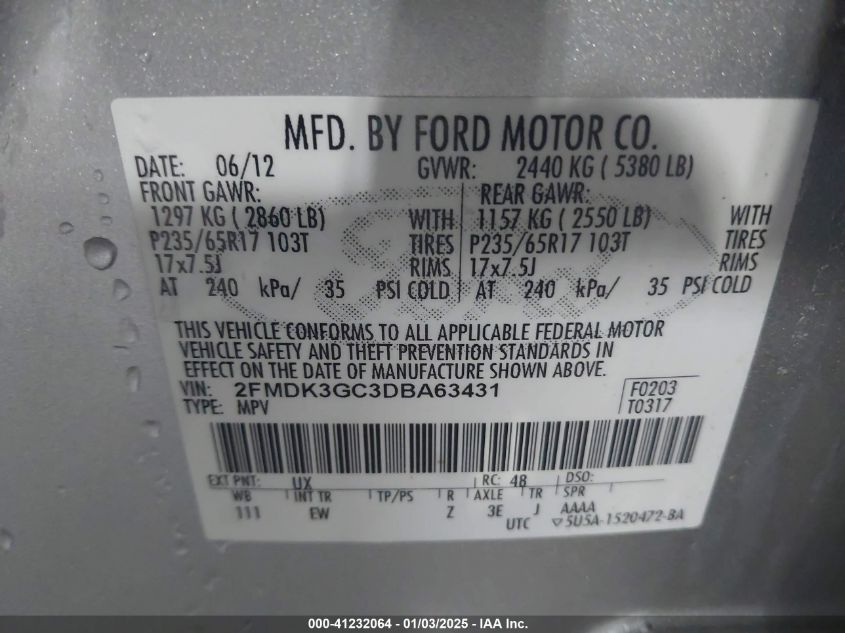 MFD. BY FORD MOTOR CO.
DATE: 06/12 GVWR: 2440 KG ( 5380 LB)
FRONT GAWR: REAR GAWR:
1297 KG ( 2860 LB) WITH 1157 KG ( 2550 LB) WITH
P235/65R17 103T TIRES P235/65R17 103T TIRES
17x7.5J RIMS 17x7.5J RIMS
AT 240 kPa/ 35 PSI COLD AT 240 kPa/ 35 PSI COLD
THIS VEHICLE CONFORMS TO ALL APPLICABLE FEDERAL MOTOR
VEHICLE SAFETY AND THEFT PREVENTION STANDARDS IN
EFFECT ON THE DATE OF MANUFACTURE SHOWN ABOVE.
VIN: 2FMDK3GC3DBA63431 F0203
TYPE: MPV T0317
EXT PNT: UX RC: 48 DSO:
WB INT TR TP/PS R AXLE TR SPR
111 EW Z 3E J AAAA
UTC ▽5U5A-1520472-BA
000-41232064 - 01/03/2025 - IAA Inc.